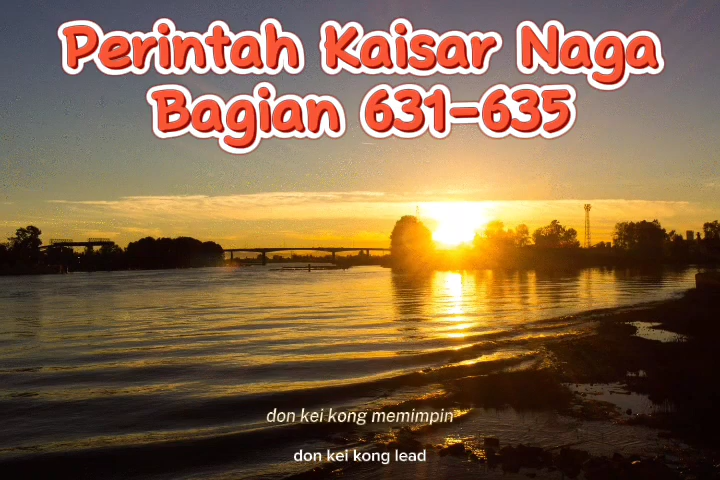 Perintah Kaisar Naga
Bagian 631-635
don kei kong memimpin
don kei kong lead